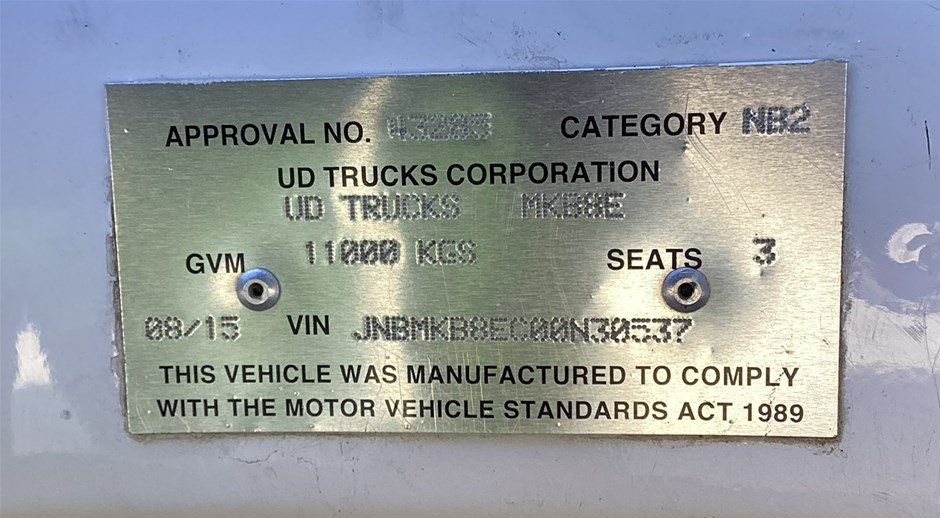 APPROVAL NO. 43203 CATEGORY NB2
UD TRUCKS CORPORATION
UD TRUCKS MKB8E
GVM 11000 KGS SEATS 3
08/15 VIN JNBMKB8EC00N30537
THIS VEHICLE WAS MANUFACTURED TO COMPLY
WITH THE MOTOR VEHICLE STANDARDS ACT 1989